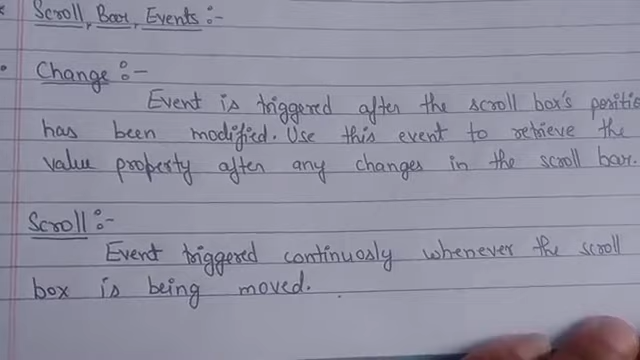 Scroll, Bar, Events :-
Change :-
Event is triggered after the scroll box's positio
has been modified. Use this event to retrieve the
value property after any changes in the scroll bar.
Scroll :-
Event triggered continuosly whenever the scroll
box is being moved.